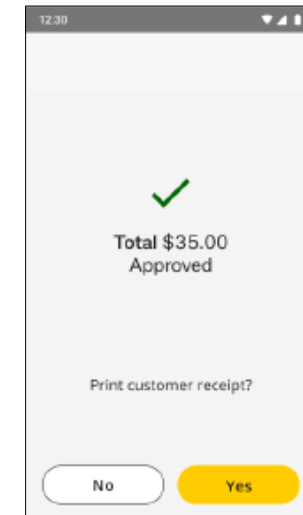 12:30
Total $35.00
Approved
Print customer receipt?
No
Yes